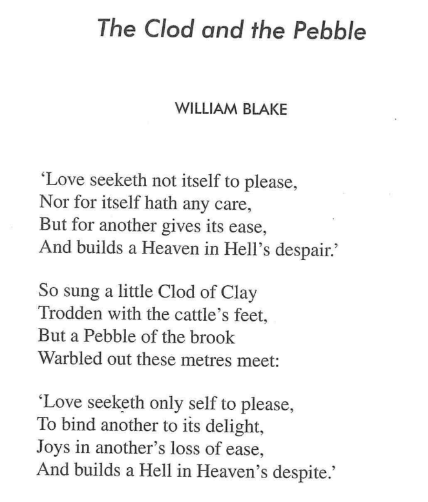 The Clod and the Pebble
WILLIAM BLAKE
‘Love seeketh not itself to please,
Nor for itself hath any care,
But for another gives its ease,
And builds a Heaven in Hell’s despair.’
So sung a little Clod of Clay
Trodden with the cattle’s feet,
But a Pebble of the brook
Warbled out these metres meet:
‘Love seeketh only self to please,
To bind another to its delight,
Joys in another’s loss of ease,
And builds a Hell in Heaven’s despite.’